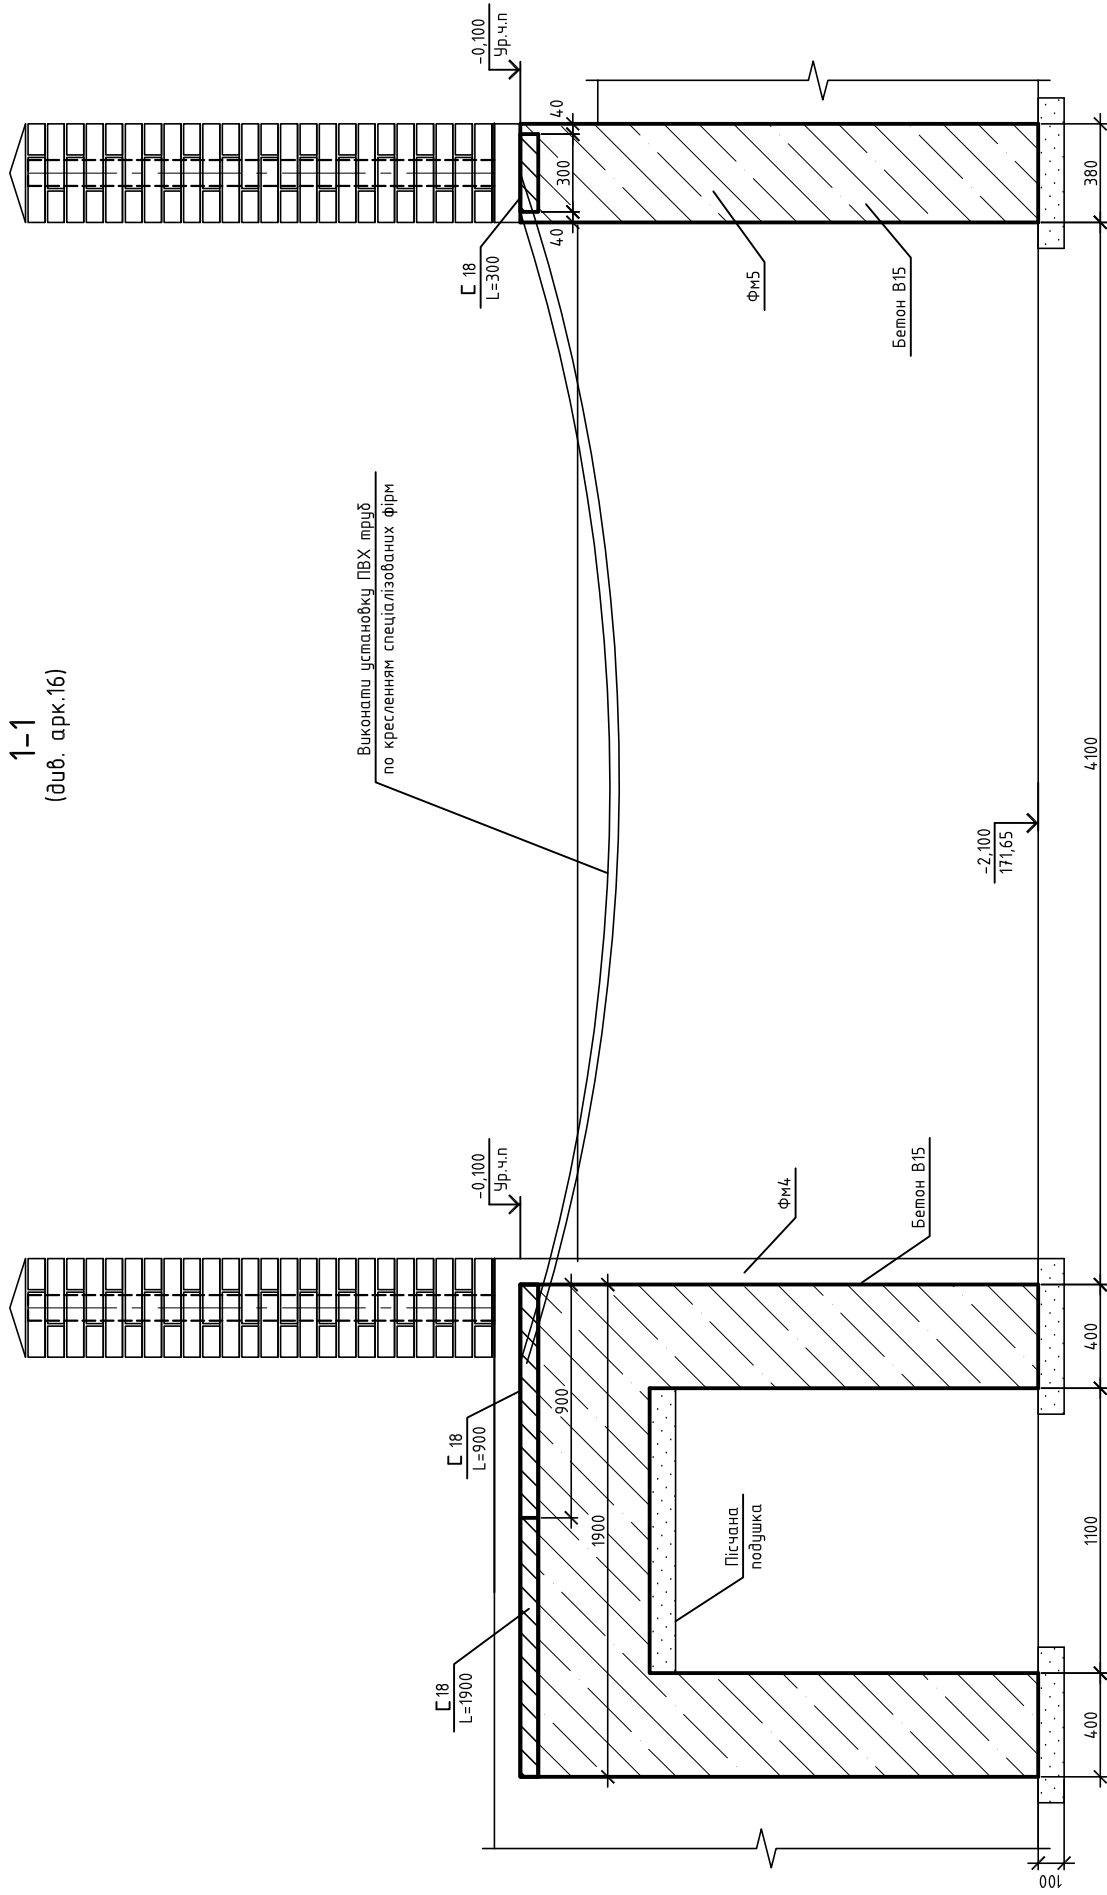 1-1
(див. арк.16)
Виконати установку ПВХ труб
по кресленням спеціалізованих фірм
-0,100
Ур.ч.п
-0,100
Ур.ч.п
С 18
L=1900
С 18
L=900
С 18
L=300
900
1900
40
300
40
Пісчана
подушка
Фм4
Бетон В15
Фм5
Бетон В15
-2,100
171,65
100
400
1100
400
4100
380